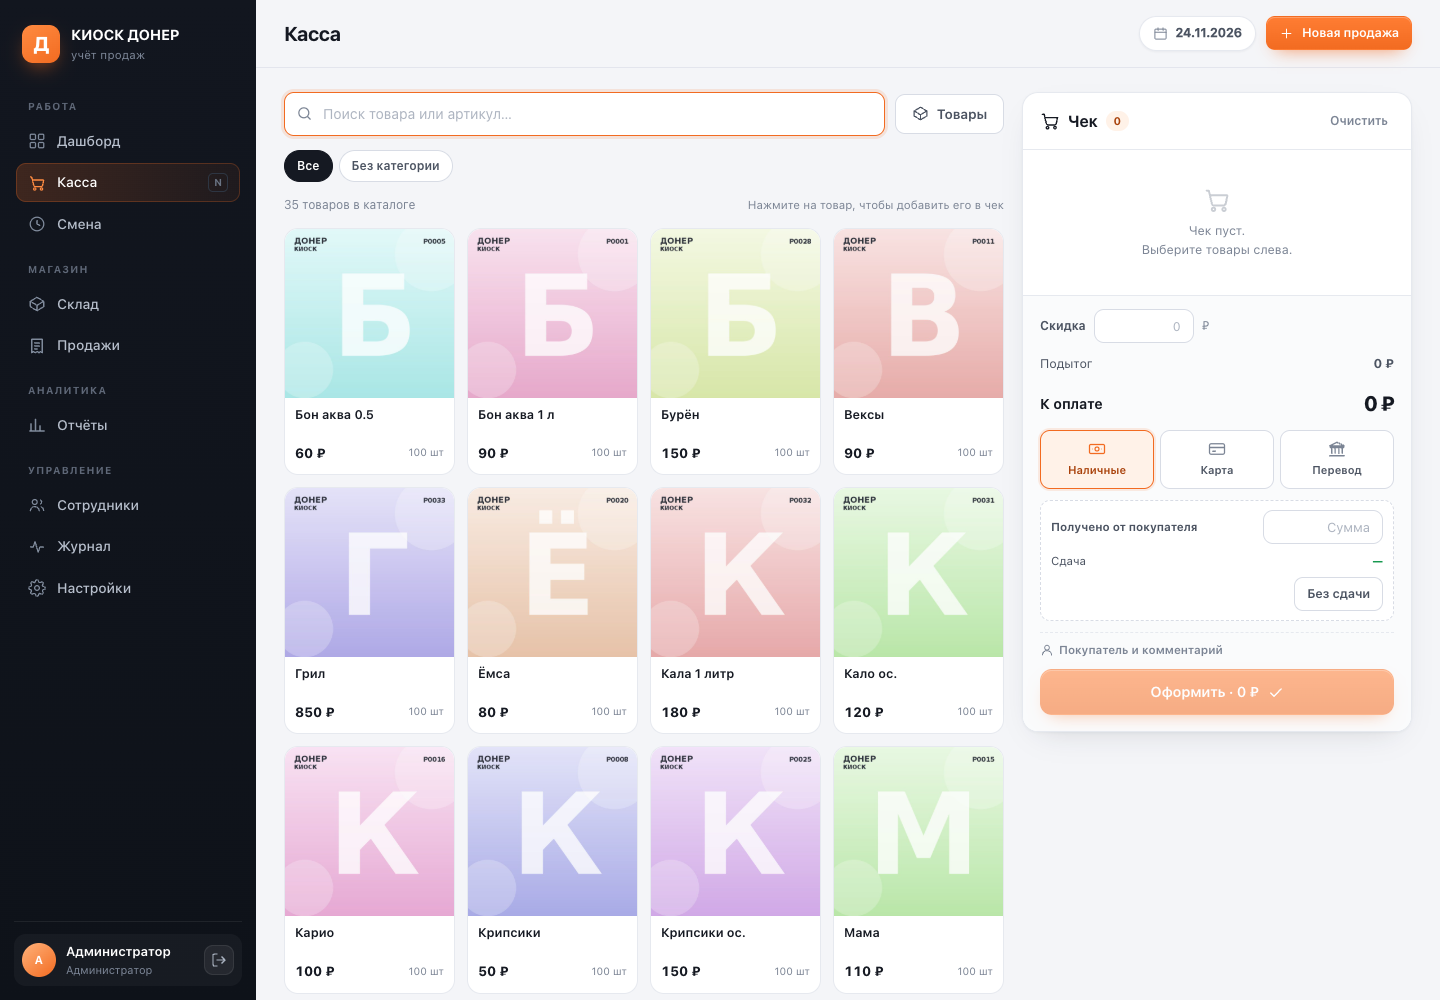 Д
КИОСК ДОНЕР
учёт продаж
РАБОТА
Дашборд
Касса
N
Смена
МАГАЗИН
Склад
Продажи
АНАЛИТИКА
Отчёты
УПРАВЛЕНИЕ
Сотрудники
Журнал
Настройки
А
Администратор
Администратор
Касса
24.11.2026
Новая продажа
Поиск товара или артикул...
Товары
Все
Без категории
35 товаров в каталоге
Нажмите на товар, чтобы добавить его в чек
ДОНЕР
КИОСК
P0005
Б
Бон аква 0.5
60 ₽
100 шт
ДОНЕР
КИОСК
P0001
Б
Бон аква 1 л
90 ₽
100 шт
ДОНЕР
КИОСК
P0028
Б
Бурён
150 ₽
100 шт
ДОНЕР
КИОСК
P0011
В
Вексы
90 ₽
100 шт
ДОНЕР
КИОСК
P0033
Г
Грил
850 ₽
100 шт
ДОНЕР
КИОСК
P0020
Ё
Ёмса
80 ₽
100 шт
ДОНЕР
КИОСК
P0032
К
Кала 1 литр
180 ₽
100 шт
ДОНЕР
КИОСК
P0031
К
Кало ос.
120 ₽
100 шт
ДОНЕР
КИОСК
P0016
К
Карио
100 ₽
100 шт
ДОНЕР
КИОСК
P0008
К
Крипсики
50 ₽
100 шт
ДОНЕР
КИОСК
P0025
К
Крипсики ос.
150 ₽
100 шт
ДОНЕР
КИОСК
P0015
М
Мама
110 ₽
100 шт
Чек
0
Очистить
Чек пуст.
Выберите товары слева.
Скидка
0
₽
Подытог
0 ₽
К оплате
0 ₽
Наличные
Карта
Перевод
Получено от покупателя
Сумма
Сдача
—
Без сдачи
Покупатель и комментарий
Оформить · 0 ₽